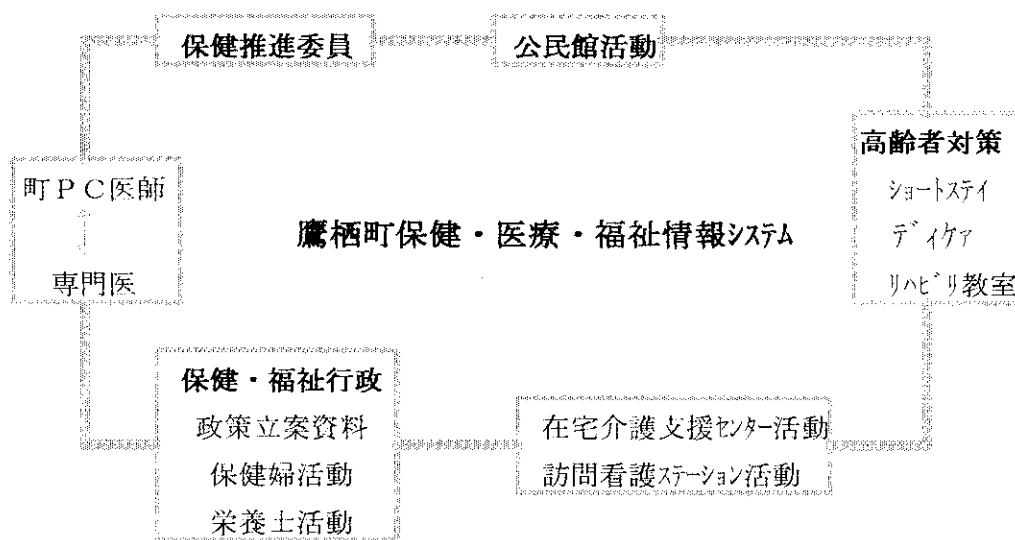 保健推進委員
公民館活動
高齢者対策
ショートステイ
ディケア
リハビリ教室
町PC医師
専門医
鷹栖町保健・医療・福祉情報システム
保健・福祉行政
政策立案資料
保健婦活動
栄養士活動
在宅介護支援センター活動
訪問看護ステーション活動